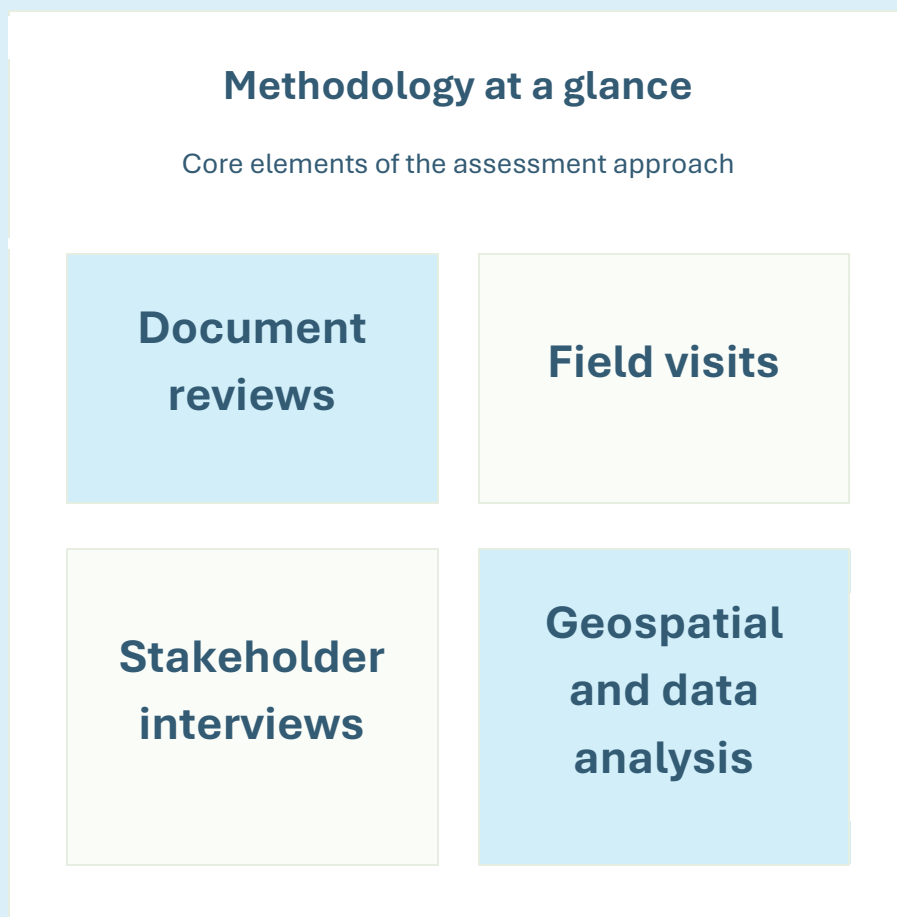 Methodology at a glance
Core elements of the assessment approach
Document
reviews
Field visits
Stakeholder
interviews
Geospatial
and data
analysis